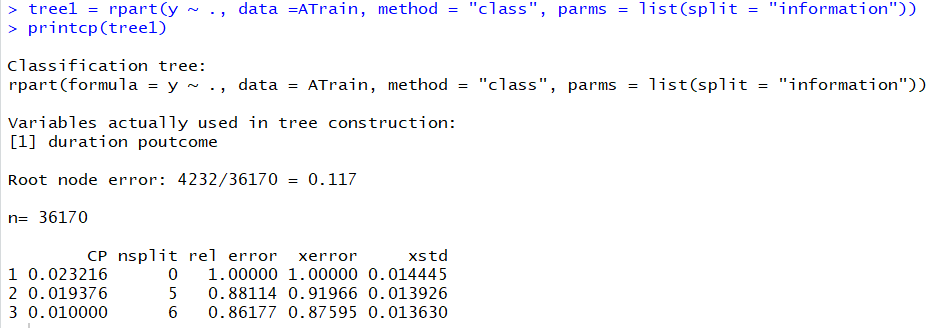 > tree1 = rpart(y ~ ., data =ATrain, method = "class", parms = list(split = "information"))
> printcp(tree1)
Classification tree:
rpart(formula = y ~ ., data = ATrain, method = "class", parms = list(split = "information"))
Variables actually used in tree construction:
[1] duration poutcome
Root node error: 4232/36170 = 0.117
n= 36170
CP nsplit rel error xerror xstd
1 0.023216 0 1.00000 1.00000 0.014445
2 0.019376 5 0.88114 0.91966 0.013926
3 0.010000 6 0.86177 0.87595 0.013630